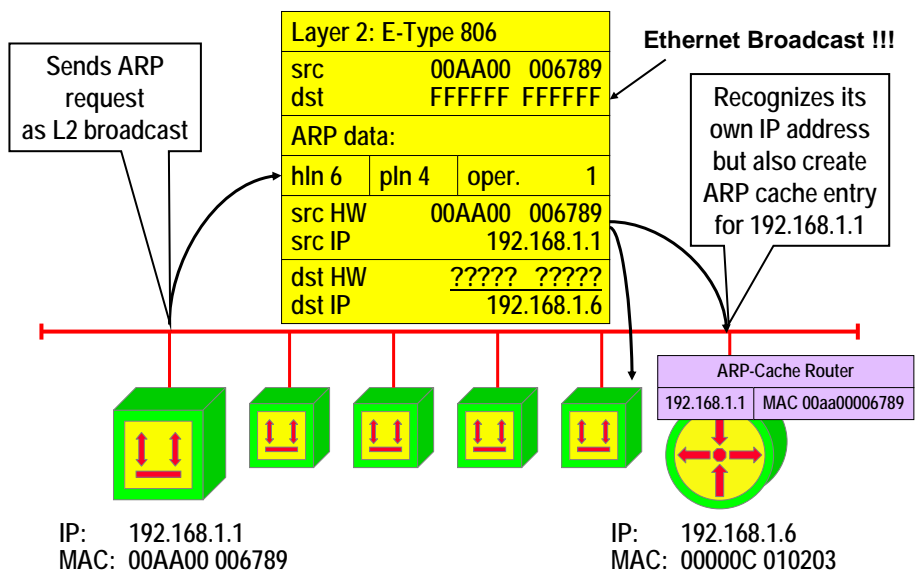 Layer 2: E-Type 806
src 00AA00 006789
dst FFFFFF FFFFFF
ARP data:
hln 6 pln 4 oper. 1
src HW 00AA00 006789
src IP 192.168.1.1
dst HW ????? ?????
dst IP 192.168.1.6
Ethernet Broadcast !!!
Sends ARP
request
as L2 broadcast
Recognizes its
own IP address
but also create
ARP cache entry
for 192.168.1.1
ARP-Cache Router
192.168.1.1 MAC 00aa00006789
IP: 192.168.1.1
MAC: 00AA00 006789
IP: 192.168.1.6
MAC: 00000C 010203